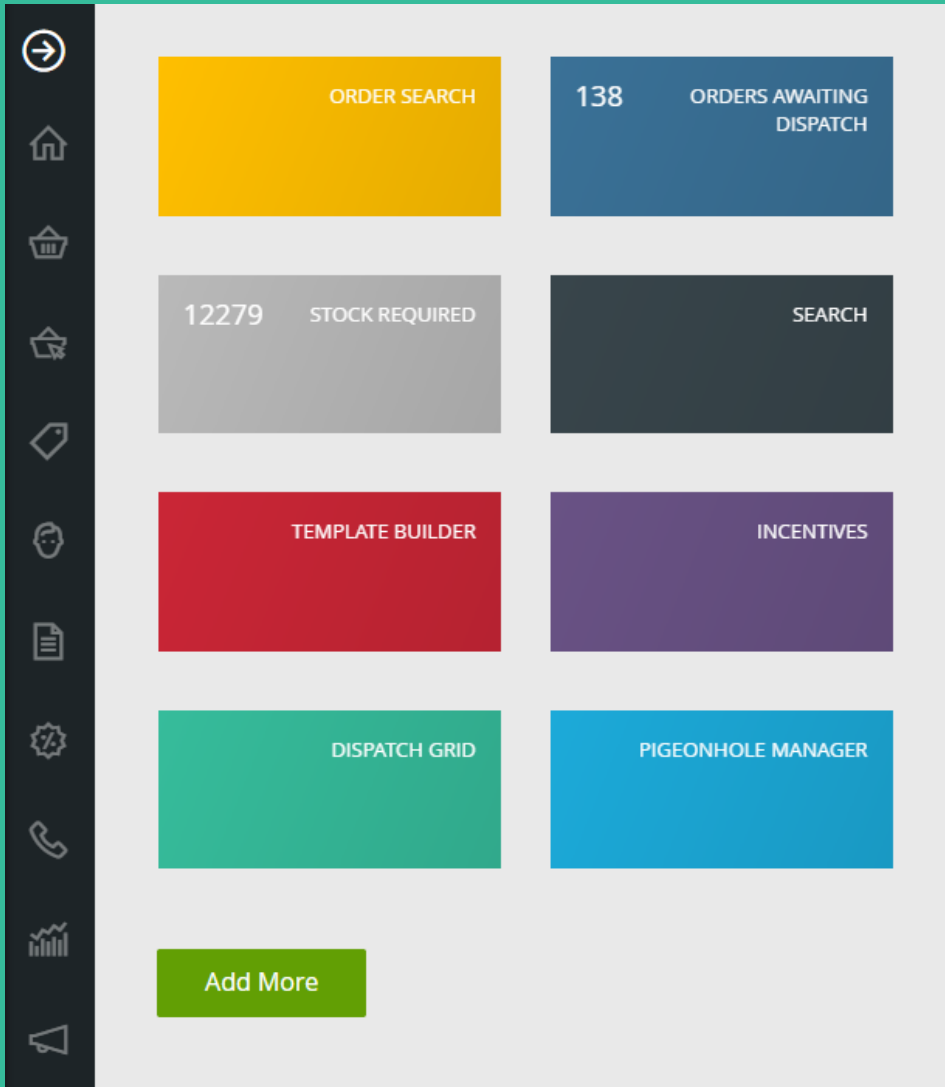 ORDER SEARCH
138
ORDERS AWAITING
DISPATCH
12279
STOCK REQUIRED
SEARCH
TEMPLATE BUILDER
INCENTIVES
DISPATCH GRID
PIGEONHOLE MANAGER
Add More